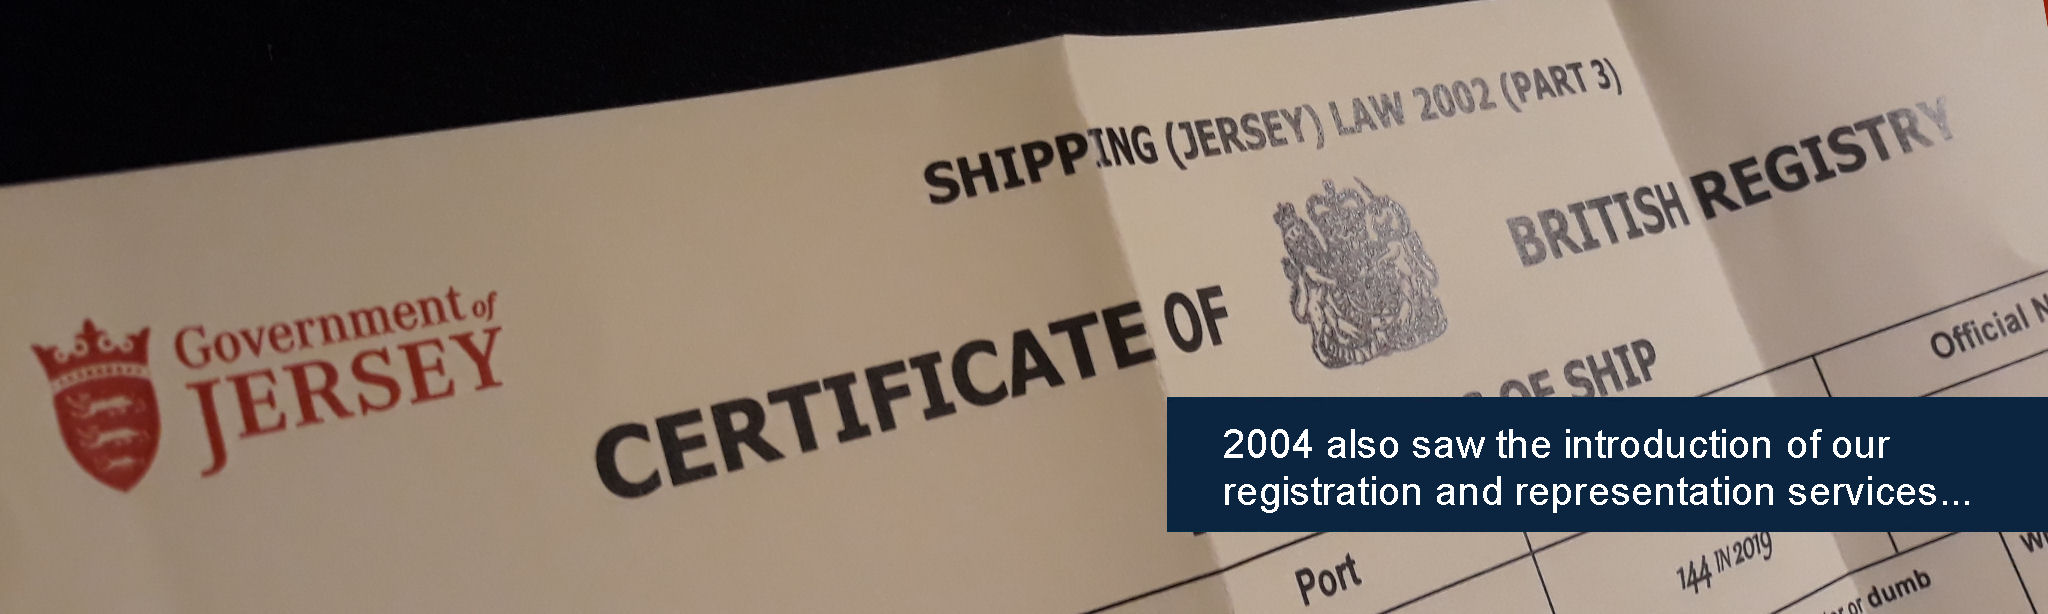 SHIPPING (JERSEY) LAW 2002 (PART 3)
Government of
JERSEY
CERTIFICATE OF
BRITISH REGISTRY
OF SHIP
Official
2004 also saw the introduction of our
registration and representation services...
Port
144 IN 2019
or dumb